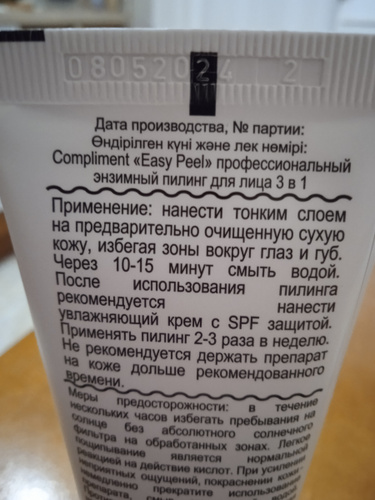 08052024 2
Дата производства, № партии:
Өндірілген күні және лек нөмірі:
Compliment «Easy Peel» профессиональный
энзимный пилинг для лица 3 в 1
Применение: нанести тонким слоем
на предварительно очищенную сухую
кожу, избегая зоны вокруг глаз и губ.
Через 10-15 минут смыть водой.
После использования пилинга
рекомендуется нанести
увлажняющий крем с SPF защитой.
Применять пилинг 2-3 раза в неделю.
Не рекомендуется держать препарат
на коже дольше рекомендованного
времени.
Меры предосторожности: в течение
нескольких часов избегать пребывания на
солнце без абсолютного солнечного
фильтра на обработанных зонах. Легкое
пощипывание является нормальной
реакцией на действие кислот. При усилении
неприятных ощущений, покраснении кожи -
немедленно прекратите использование
препарата,